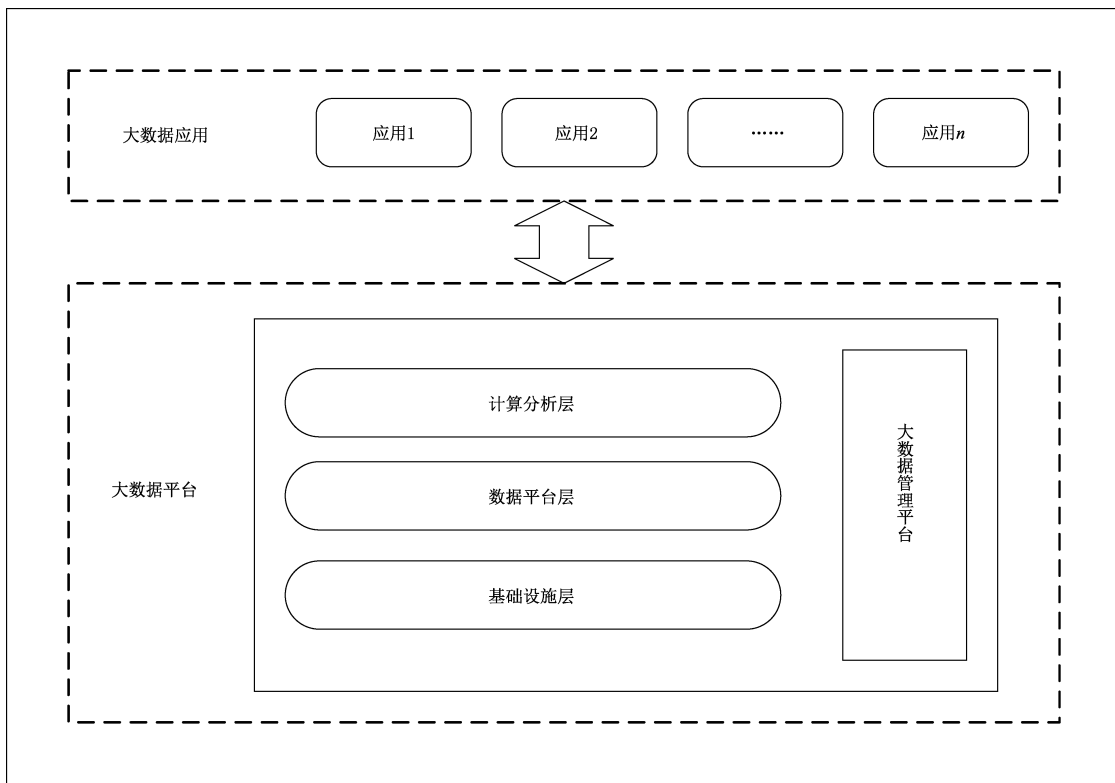 大数据应用
应用1
应用2
……
应用n
大数据平台
计算分析层
数据平台层
基础设施层
大数据管理平台